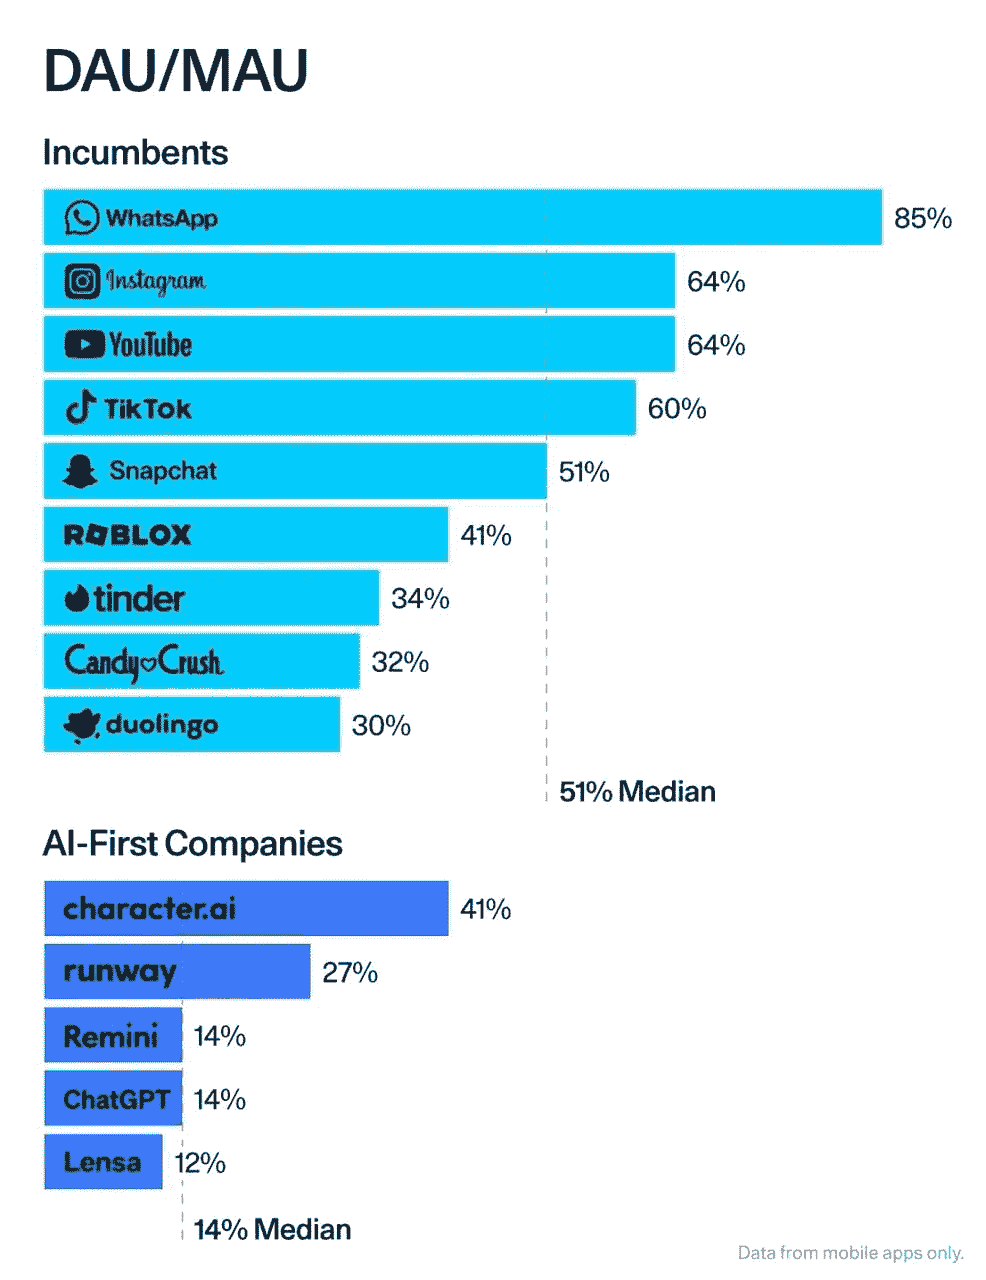 DAU/MAU
Incumbents
WhatsApp 85%
Instagram 64%
YouTube 64%
TikTok 60%
Snapchat 51%
ROBLOX 41%
tinder 34%
Candy Crush 32%
duolingo 30%
51% Median
AI-First Companies
character.ai 41%
runway 27%
Remini 14%
ChatGPT 14%
Lensa 12%
14% Median
Data from mobile apps only.